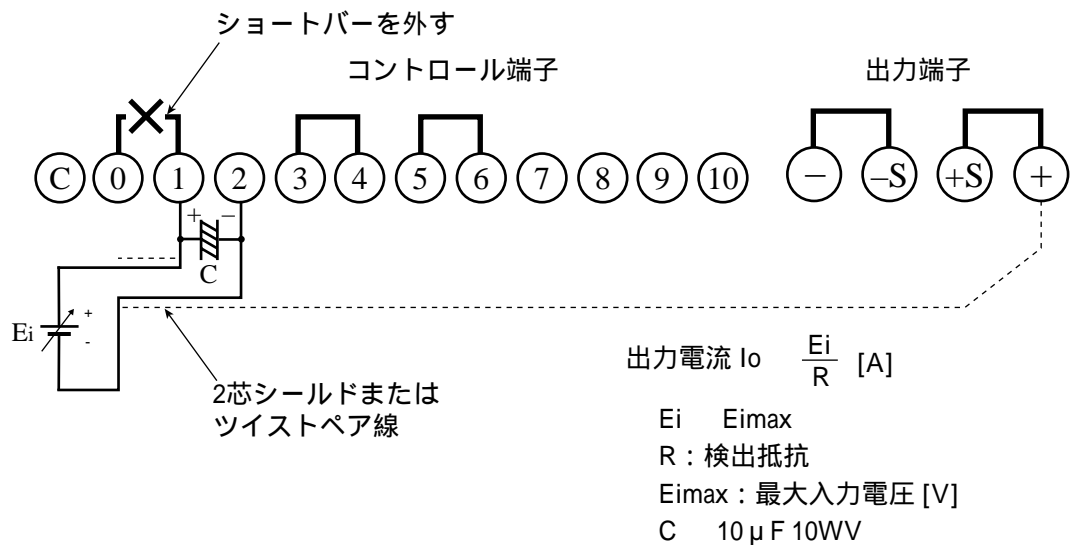 ショートバーを外す
コントロール端子
出力端子
C 0 1 2 3 4 5 6 7 8 9 10 – –S +S +
+ –
C
Ei + -
2芯シールドまたは
ツイストペア線
出力電流 Io Ei/R [A]
Ei Eimax
R：検出抵抗
Eimax：最大入力電圧 [V]
C 10 μ F 10WV